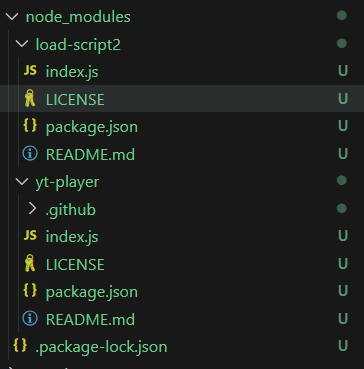 node_modules
load-script2
JS index.js U
LICENSE U
{} package.json U
README.md U
yt-player
.github
JS index.js U
LICENSE U
{} package.json U
README.md U
{} .package-lock.json U